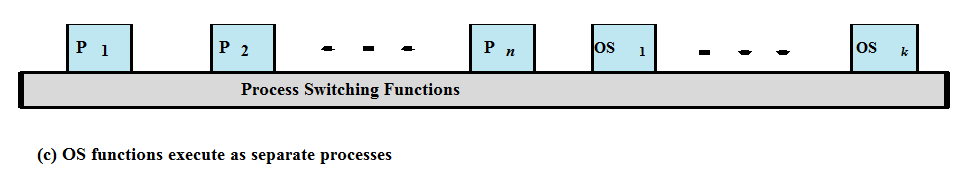 P 1 P 2 - - - P n OS 1 - - - OS k
Process Switching Functions
(c) OS functions execute as separate processes